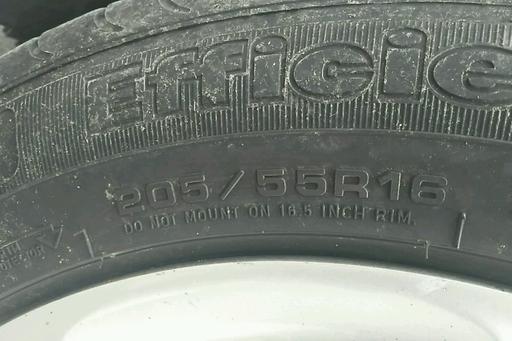 Efficie
205/55R16
DO NOT MOUNT ON 16.5 INCH RIM.